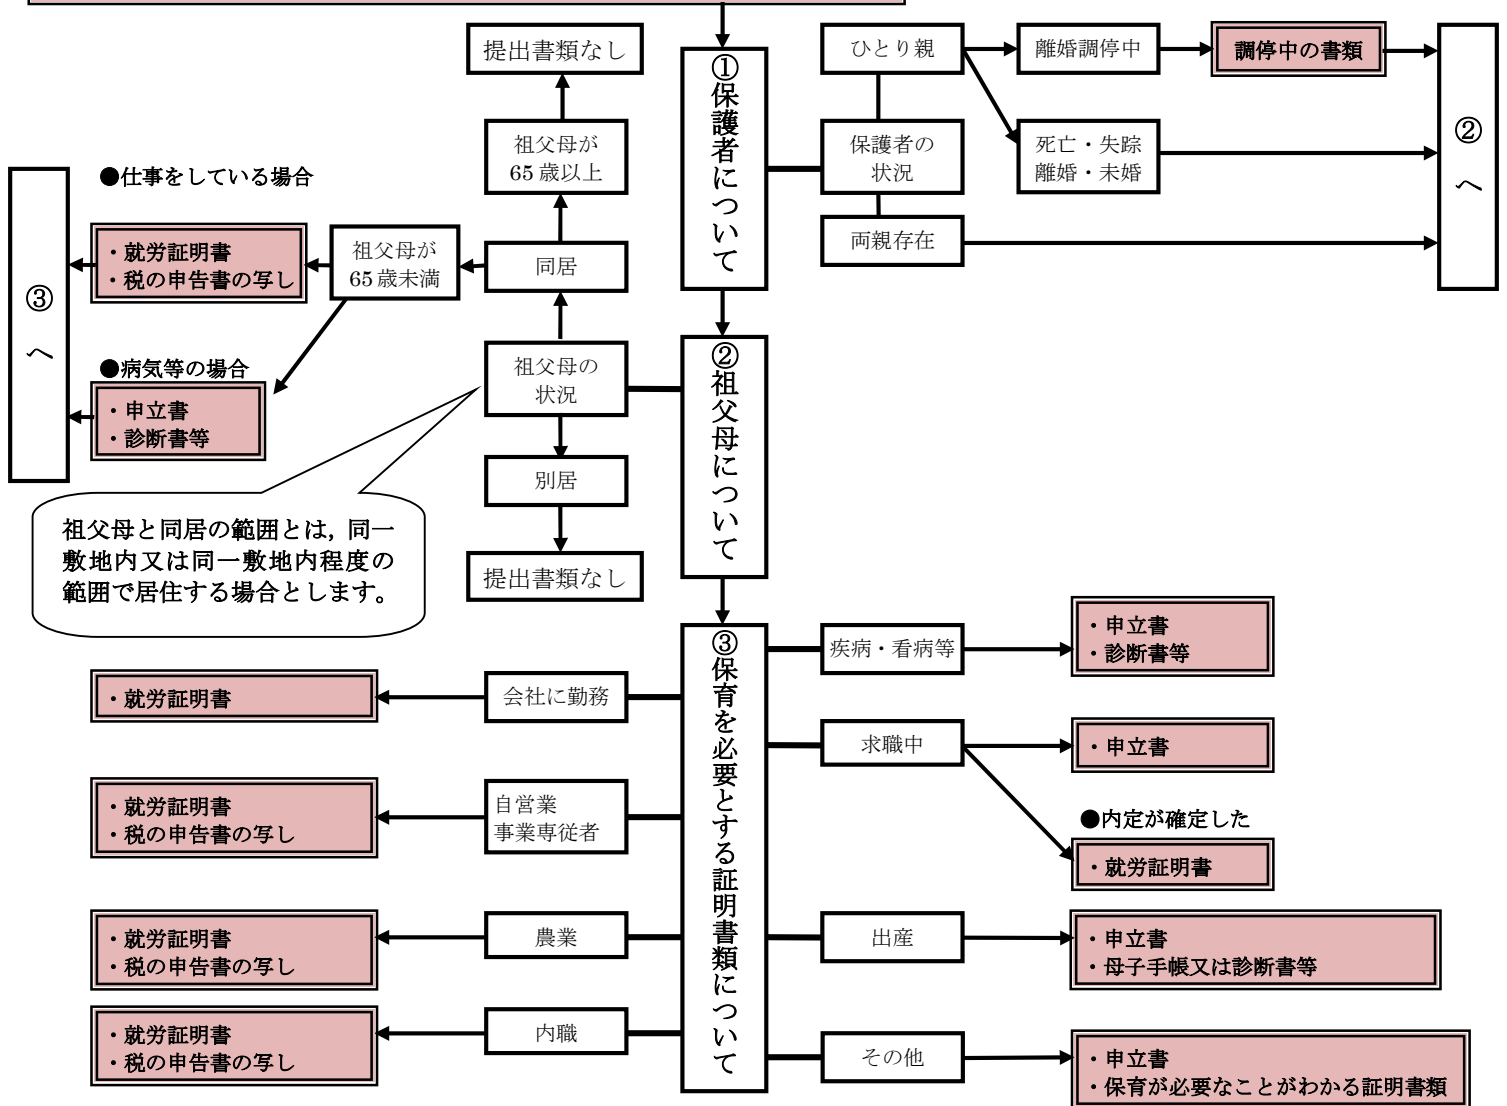 ①保護者について
ひとり親
離婚調停中
調停中の書類
保護者の
状況
死亡・失踪
離婚・未婚
両親存在
②へ
②祖父母について
祖父母の
状況
同居
祖父母が
65歳以上
提出書類なし
祖父母が
65歳未満
●仕事をしている場合
・就労証明書
・税の申告書の写し
●病気等の場合
・申立書
・診断書等
③へ
別居
提出書類なし
祖父母と同居の範囲とは,同一
敷地内又は同一敷地内程度の
範囲で居住する場合とします。
③保育を必要とする証明書類について
会社に勤務
・就労証明書
自営業
事業専従者
・就労証明書
・税の申告書の写し
農業
・就労証明書
・税の申告書の写し
内職
・就労証明書
・税の申告書の写し
疾病・看病等
・申立書
・診断書等
求職中
・申立書
●内定が確定した
・就労証明書
出産
・申立書
・母子手帳又は診断書等
その他
・申立書
・保育が必要なことがわかる証明書類